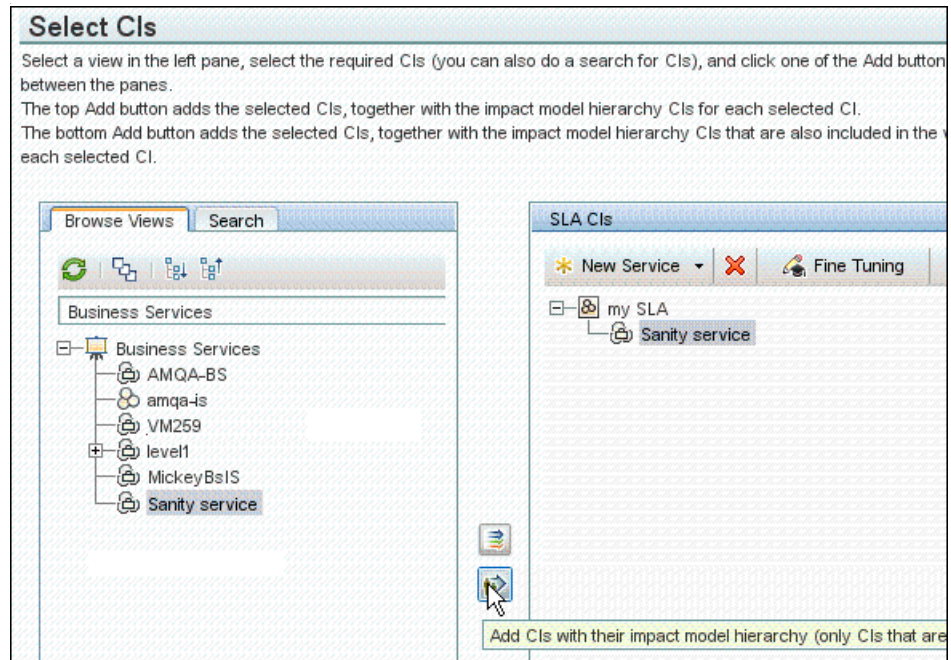 Select CIs
Select a view in the left pane, select the required CIs (you can also do a search for CIs), and click one of the Add button
between the panes.
The top Add button adds the selected CIs, together with the impact model hierarchy CIs for each selected CI.
The bottom Add button adds the selected CIs, together with the impact model hierarchy CIs that are also included in the
each selected CI.
Browse Views
Search
SLA CIs
New Service
Fine Tuning
Business Services
Business Services
AMQA-BS
amqa-is
VM259
level1
MickeyBsIS
Sanity service
my SLA
Sanity service
Add CIs with their impact model hierarchy (only CIs that are